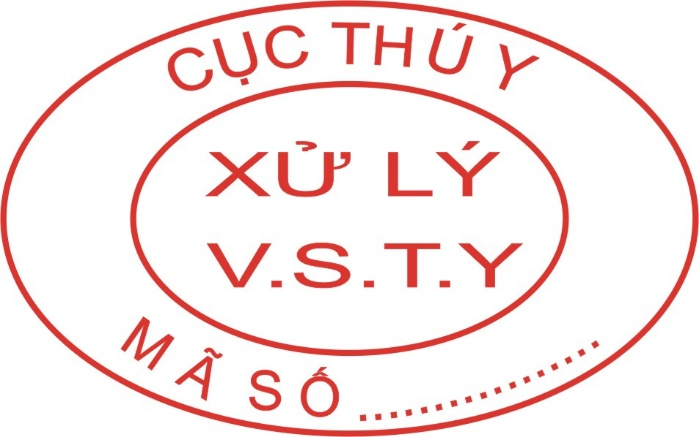 CỤC THÚ Y
XỬ LÝ
V.S.T.Y
MÃ SỐ....................